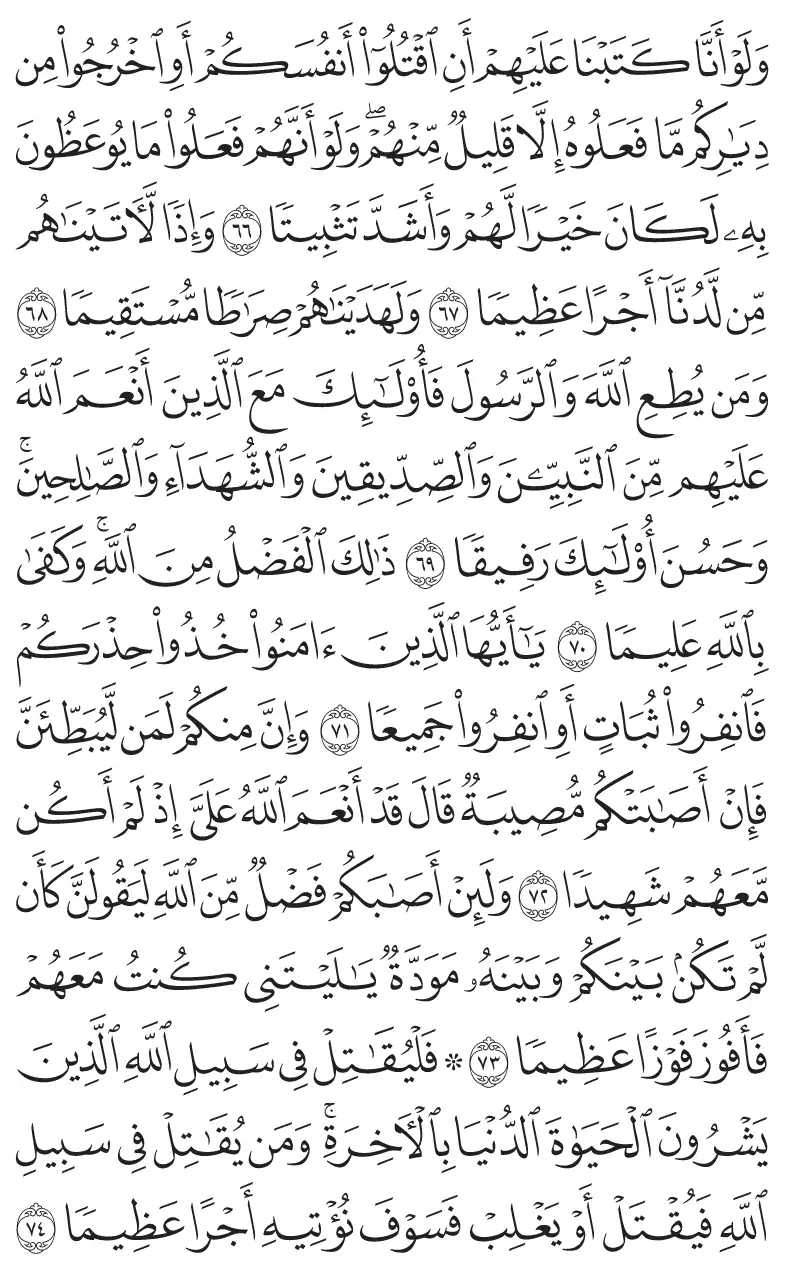 وَلَوۡ أَنَّا كَتَبۡنَا عَلَيۡهِمۡ أَنِ ٱقۡتُلُوٓاْ أَنفُسَكُمۡ أَوِ ٱخۡرُجُواْ مِن
دِيَٰرِكُم مَّا فَعَلُوهُ إِلَّا قَلِيلٞ مِّنۡهُمۡۖ وَلَوۡ أَنَّهُمۡ فَعَلُواْ مَا يُوعَظُونَ
بِهِۦ لَكَانَ خَيۡرٗا لَّهُمۡ وَأَشَدَّ تَثۡبِيتٗا ٦٦ وَإِذٗا لَّأٓتَيۡنَٰهُم
مِّن لَّدُنَّآ أَجۡرًا عَظِيمٗا ٦٧ وَلَهَدَيۡنَٰهُمۡ صِرَٰطٗا مُّسۡتَقِيمٗا ٦٨
وَمَن يُطِعِ ٱللَّهَ وَٱلرَّسُولَ فَأُوْلَٰٓئِكَ مَعَ ٱلَّذِينَ أَنۡعَمَ ٱللَّهُ
عَلَيۡهِم مِّنَ ٱلنَّبِيِّـۧنَ وَٱلصِّدِّيقِينَ وَٱلشُّهَدَآءِ وَٱلصَّٰلِحِينَۚ
وَحَسُنَ أُوْلَٰٓئِكَ رَفِيقٗا ٦٩ ذَٰلِكَ ٱلۡفَضۡلُ مِنَ ٱللَّهِۚ وَكَفَىٰ
بِٱللَّهِ عَلِيمٗا ٧٠ يَٰٓأَيُّهَا ٱلَّذِينَ ءَامَنُواْ خُذُواْ حِذۡرَكُمۡ
فَٱنفِرُواْ ثُبَاتٍ أَوِ ٱنفِرُواْ جَمِيعٗا ٧١ وَإِنَّ مِنكُمۡ لَمَن لَّيُبَطِّئَنَّ
فَإِنۡ أَصَٰبَتۡكُم مُّصِيبَةٞ قَالَ قَدۡ أَنۡعَمَ ٱللَّهُ عَلَيَّ إِذۡ لَمۡ أَكُن
مَّعَهُمۡ شَهِيدٗا ٧٢ وَلَئِنۡ أَصَٰبَكُمۡ فَضۡلٞ مِّنَ ٱللَّهِ لَيَقُولَنَّ كَأَن
لَّمۡ تَكُنۢ بَيۡنَكُمۡ وَبَيۡنَهُۥ مَوَدَّةٞ يَٰلَيۡتَنِي كُنتُ مَعَهُمۡ
فَأَفُوزَ فَوۡزًا عَظِيمٗا ٧٣ ۞ فَلۡيُقَٰتِلۡ فِي سَبِيلِ ٱللَّهِ ٱلَّذِينَ
يَشۡرُونَ ٱلۡحَيَوٰةَ ٱلدُّنۡيَا بِٱلۡأٓخِرَةِۚ وَمَن يُقَٰتِلۡ فِي سَبِيلِ
ٱللَّهِ فَيُقۡتَلۡ أَوۡ يَغۡلِبۡ فَسَوۡفَ نُؤۡتِيهِ أَجۡرًا عَظِيمٗا ٧٤